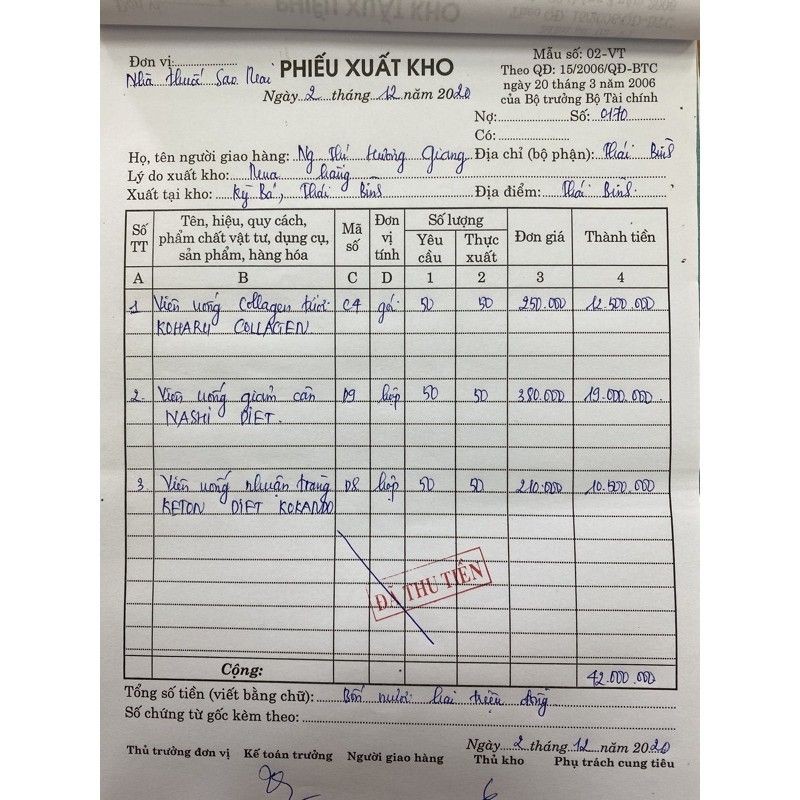 PHIẾU XUẤT KHO
Đơn vị:
Nhà thuốc Sao Mai
PHIẾU XUẤT KHO
Ngày 2 tháng 12 năm 2020
Mẫu số: 02-VT
Theo QĐ: 15/2006/QĐ-BTC
ngày 20 tháng 3 năm 2006
của Bộ trưởng Bộ Tài chính
Nợ: Số: 0170
Có:
Họ, tên người giao hàng: Ng Thị Hương Giang Địa chỉ (bộ phận): Thái Bình
Lý do xuất kho: Mua hàng
Xuất tại kho: Kỳ Bá, Thái Bình Địa điểm: Thái Bình
Số TT Tên, hiệu, quy cách, phẩm chất vật tư, dụng cụ, sản phẩm, hàng hóa Mã số Đơn vị tính Số lượng Yêu cầu Thực xuất Đơn giá Thành tiền
A B C D 1 2 3 4
1 Viên uống Collagen tươi C4 gói 50 50 250.000 12.500.000
KOHARU COLLAGEN
2. Viên uống giảm cân D9 hộp 50 50 380.000 19.000.000
NASHI DIET.
3. Viên uống nhuận tràng D8 hộp 50 50 210.000 10.500.000
KETON DIET KOKANDO
ĐÃ THU TIỀN
Cộng: 42.000.000
Tổng số tiền (viết bằng chữ): Bốn mươi hai triệu đồng
Số chứng từ gốc kèm theo:
Ngày 2 tháng 12 năm 2020
Thủ trưởng đơn vị Kế toán trưởng Người giao hàng Thủ kho Phụ trách cung tiêu